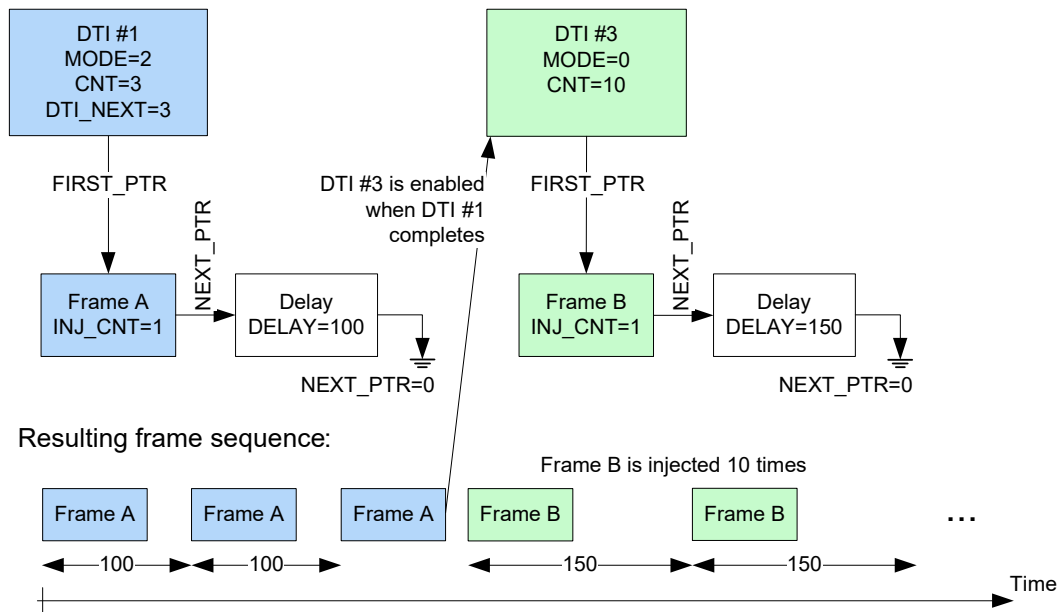 DTI #1
MODE=2
CNT=3
DTI_NEXT=3
DTI #3
MODE=0
CNT=10
FIRST_PTR
NEXT_PTR
DTI #3 is enabled
when DTI #1
completes
FIRST_PTR
NEXT_PTR
Frame A
INJ_CNT=1
Delay
DELAY=100
NEXT_PTR=0
Frame B
INJ_CNT=1
Delay
DELAY=150
NEXT_PTR=0
Resulting frame sequence:
Frame B is injected 10 times
Frame A
Frame A
Frame A
Frame B
Frame B
...
100
100
150
150
Time